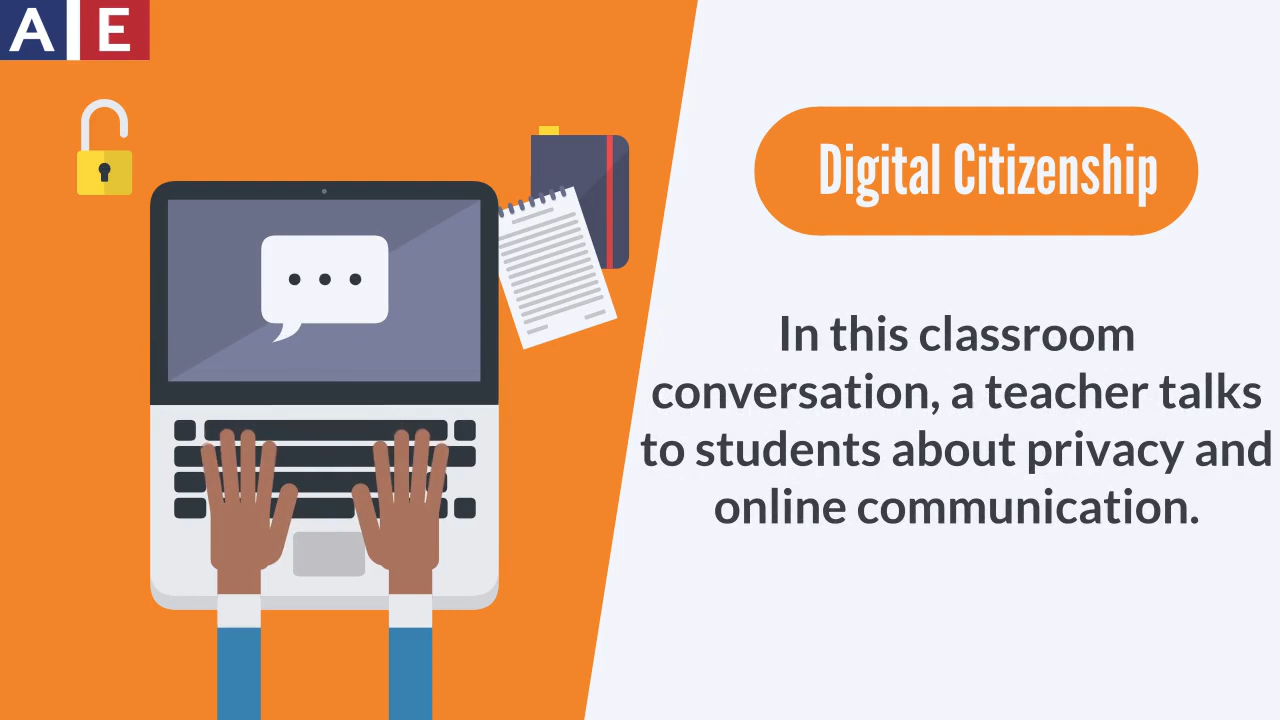 A E
Digital Citizenship
In this classroom
conversation, a teacher talks
to students about privacy and
online communication.